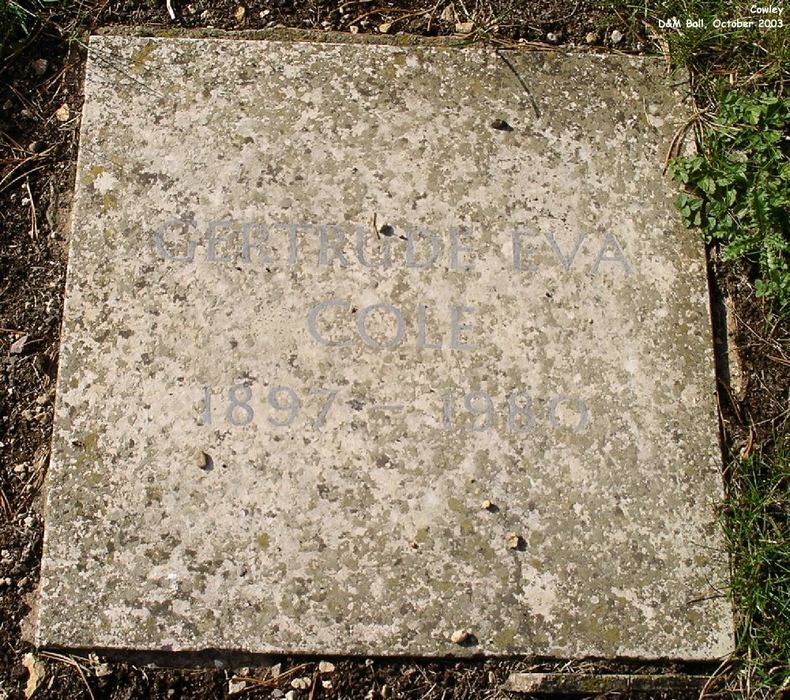 Cowley
D&M Ball, October 2003
GERTRUDE EVA
COLE
1897 – 1980